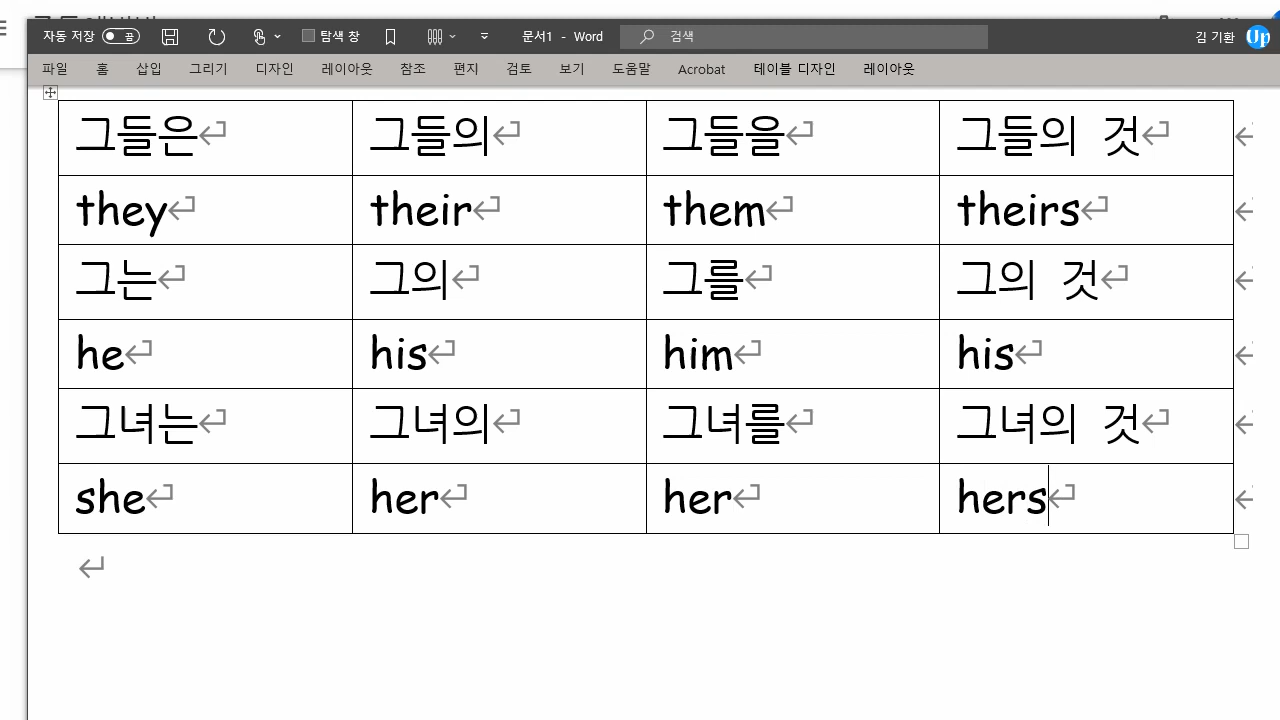 자동 저장 끔 탐색 창 문서1 - Word 검색 김 기환 Up
파일 홈 삽입 그리기 디자인 레이아웃 참조 편지 검토 보기 도움말 Acrobat 테이블 디자인 레이아웃
그들은 그들의 그들을 그들의 것
they their them theirs
그는 그의 그를 그의 것
he his him his
그녀는 그녀의 그녀를 그녀의 것
she her her hers